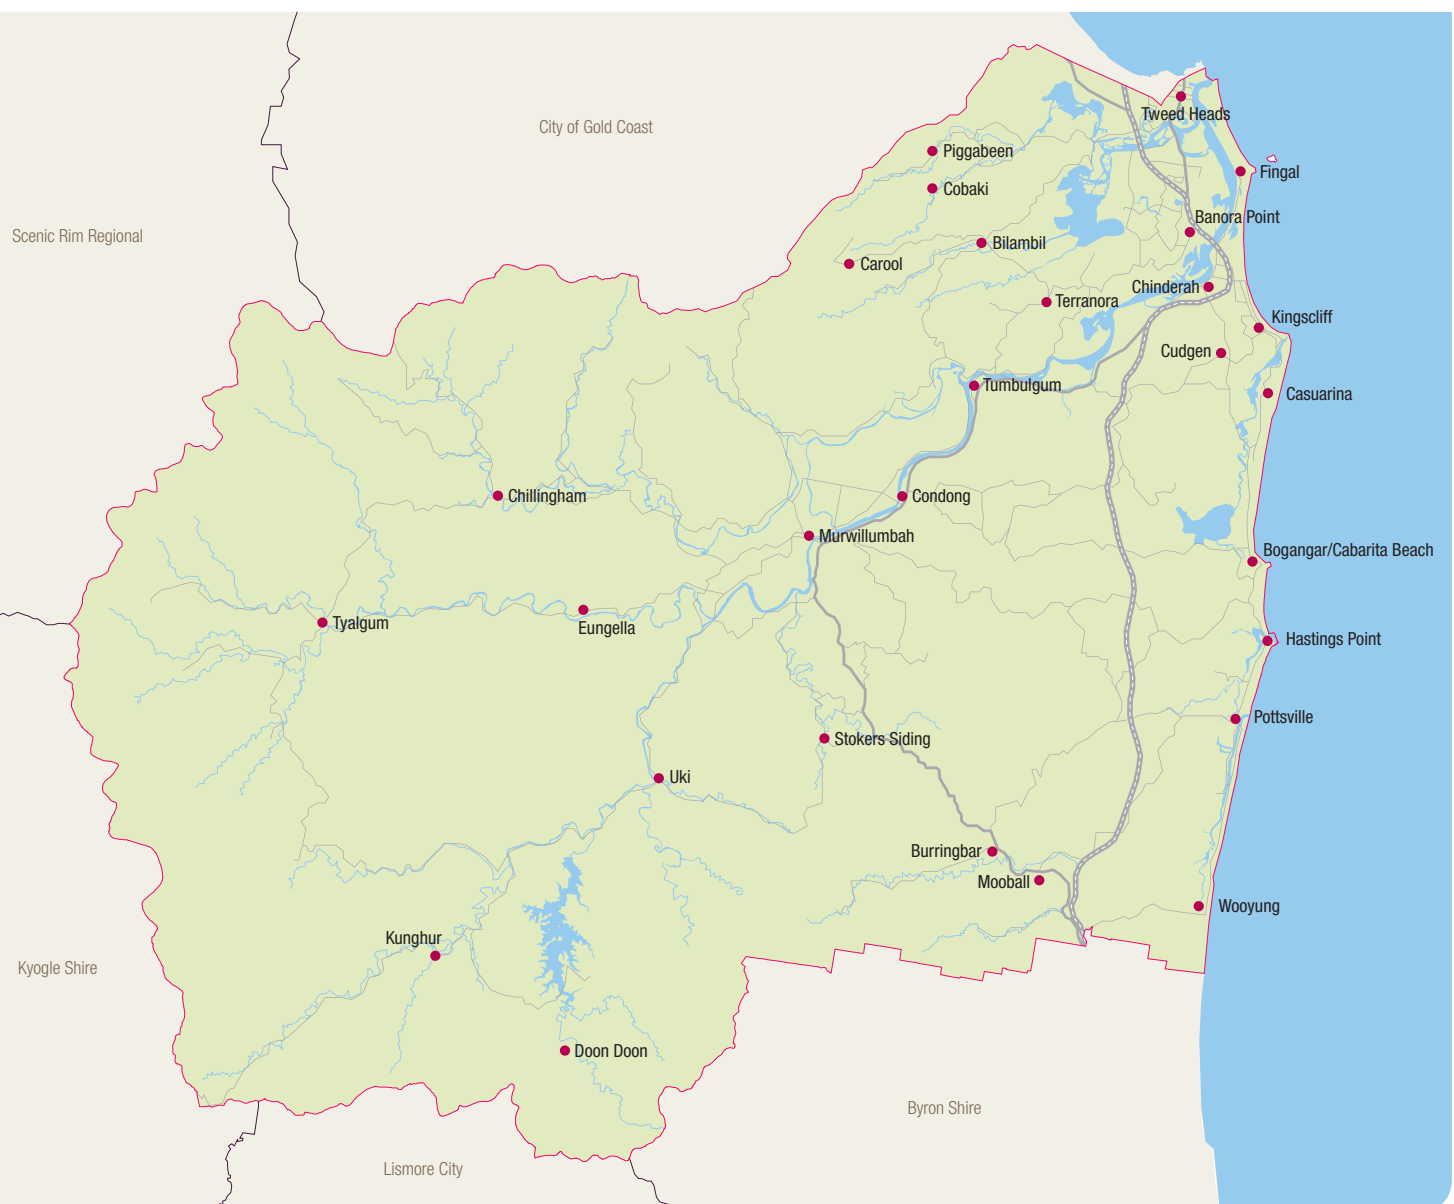 Tweed Heads
City of Gold Coast
Piggabeen
Fingal
Cobaki
Banora Point
Scenic Rim Regional
Bilambil
Carool
Chinderah
Terranora
Kingscliff
Cudgen
Tumbulgum
Casuarina
Chillingham
Condong
Murwillumbah
Bogangar/Cabarita Beach
Tyalgum
Eungella
Hastings Point
Pottsville
Stokers Siding
Uki
Burringbar
Mooball
Wooyung
Kunghur
Kyogle Shire
Doon Doon
Byron Shire
Lismore City